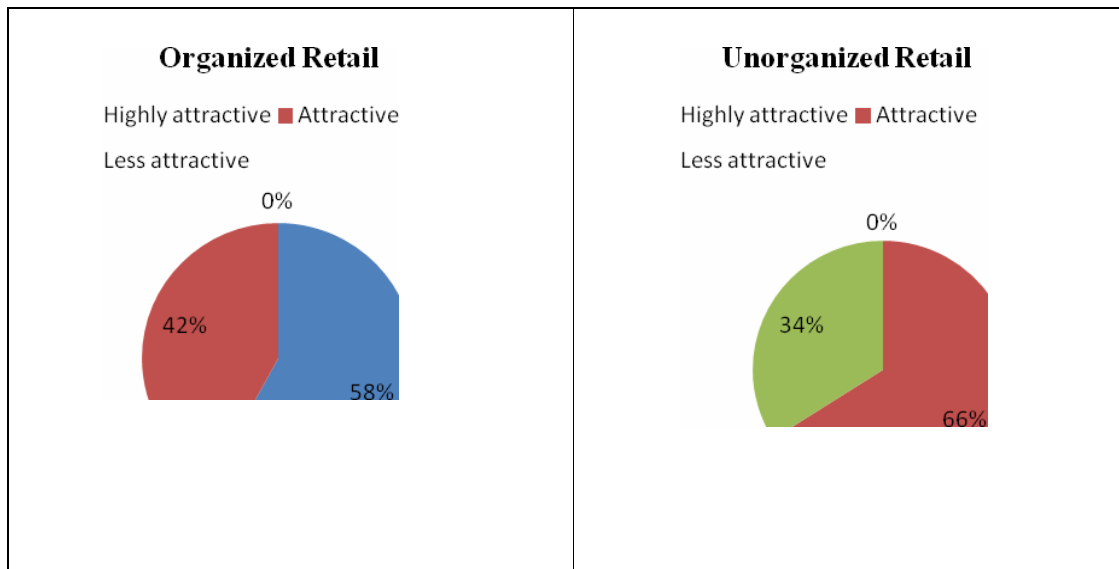 Organized Retail
Highly attractive Attractive
Less attractive
0%
42%
58%
Unorganized Retail
Highly attractive Attractive
Less attractive
0%
34%
66%